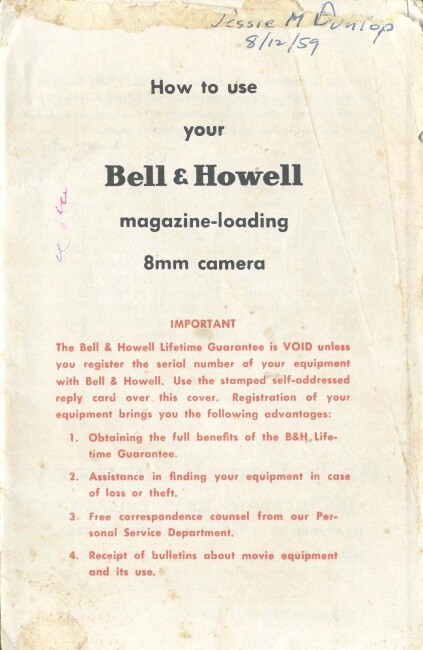 Jessie M Dunlop
8/12/59
How to use
your
Bell & Howell
magazine-loading
8mm camera
IMPORTANT
The Bell & Howell Lifetime Guarantee is VOID unless
you register the serial number of your equipment
with Bell & Howell. Use the stamped self-addressed
reply card over this cover. Registration of your
equipment brings you the following advantages:
1. Obtaining the full benefits of the B&H Life-
time Guarantee.
2. Assistance in finding your equipment in case
of loss or theft.
3. Free correspondence counsel from our Per-
sonal Service Department.
4. Receipt of bulletins about movie equipment
and its use.